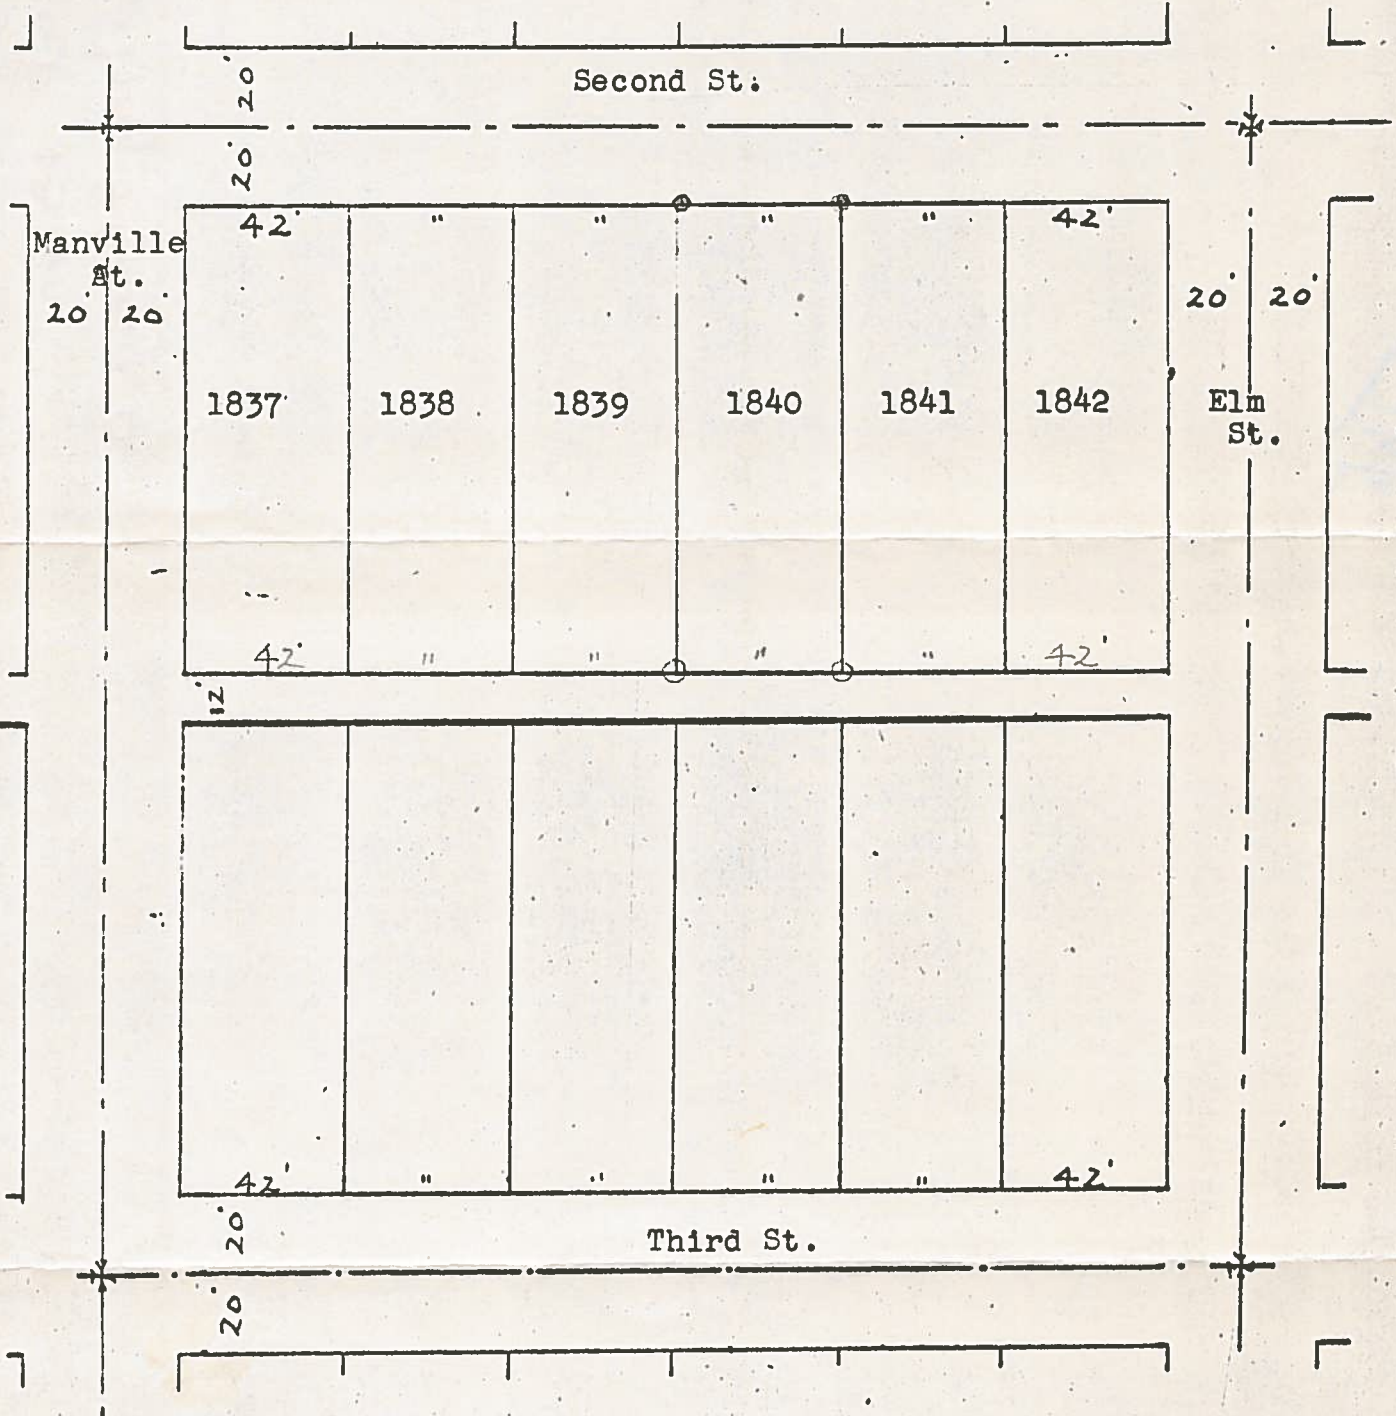 20'
Second St.
20'
42' " " " " 42'
Manville
St.
20' 20'
20' 20'
1837 1838 1839 1840 1841 1842
Elm
St.
42' " " " " 42'
12'
42' " " " " 42'
20'
Third St.
20'